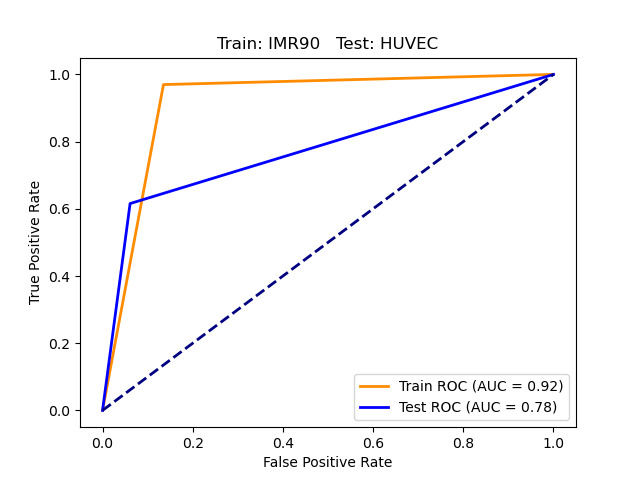 Train: IMR90   Test: HUVEC
1.0
0.8
0.6
0.4
0.2
0.0
True Positive Rate
Train ROC (AUC = 0.92)
Test ROC (AUC = 0.78)
0.0 0.2 0.4 0.6 0.8 1.0
False Positive Rate